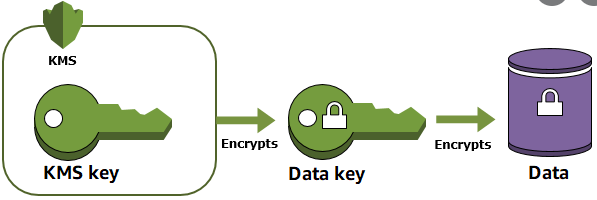 KMS
Encrypts
Encrypts
KMS key
Data key
Data